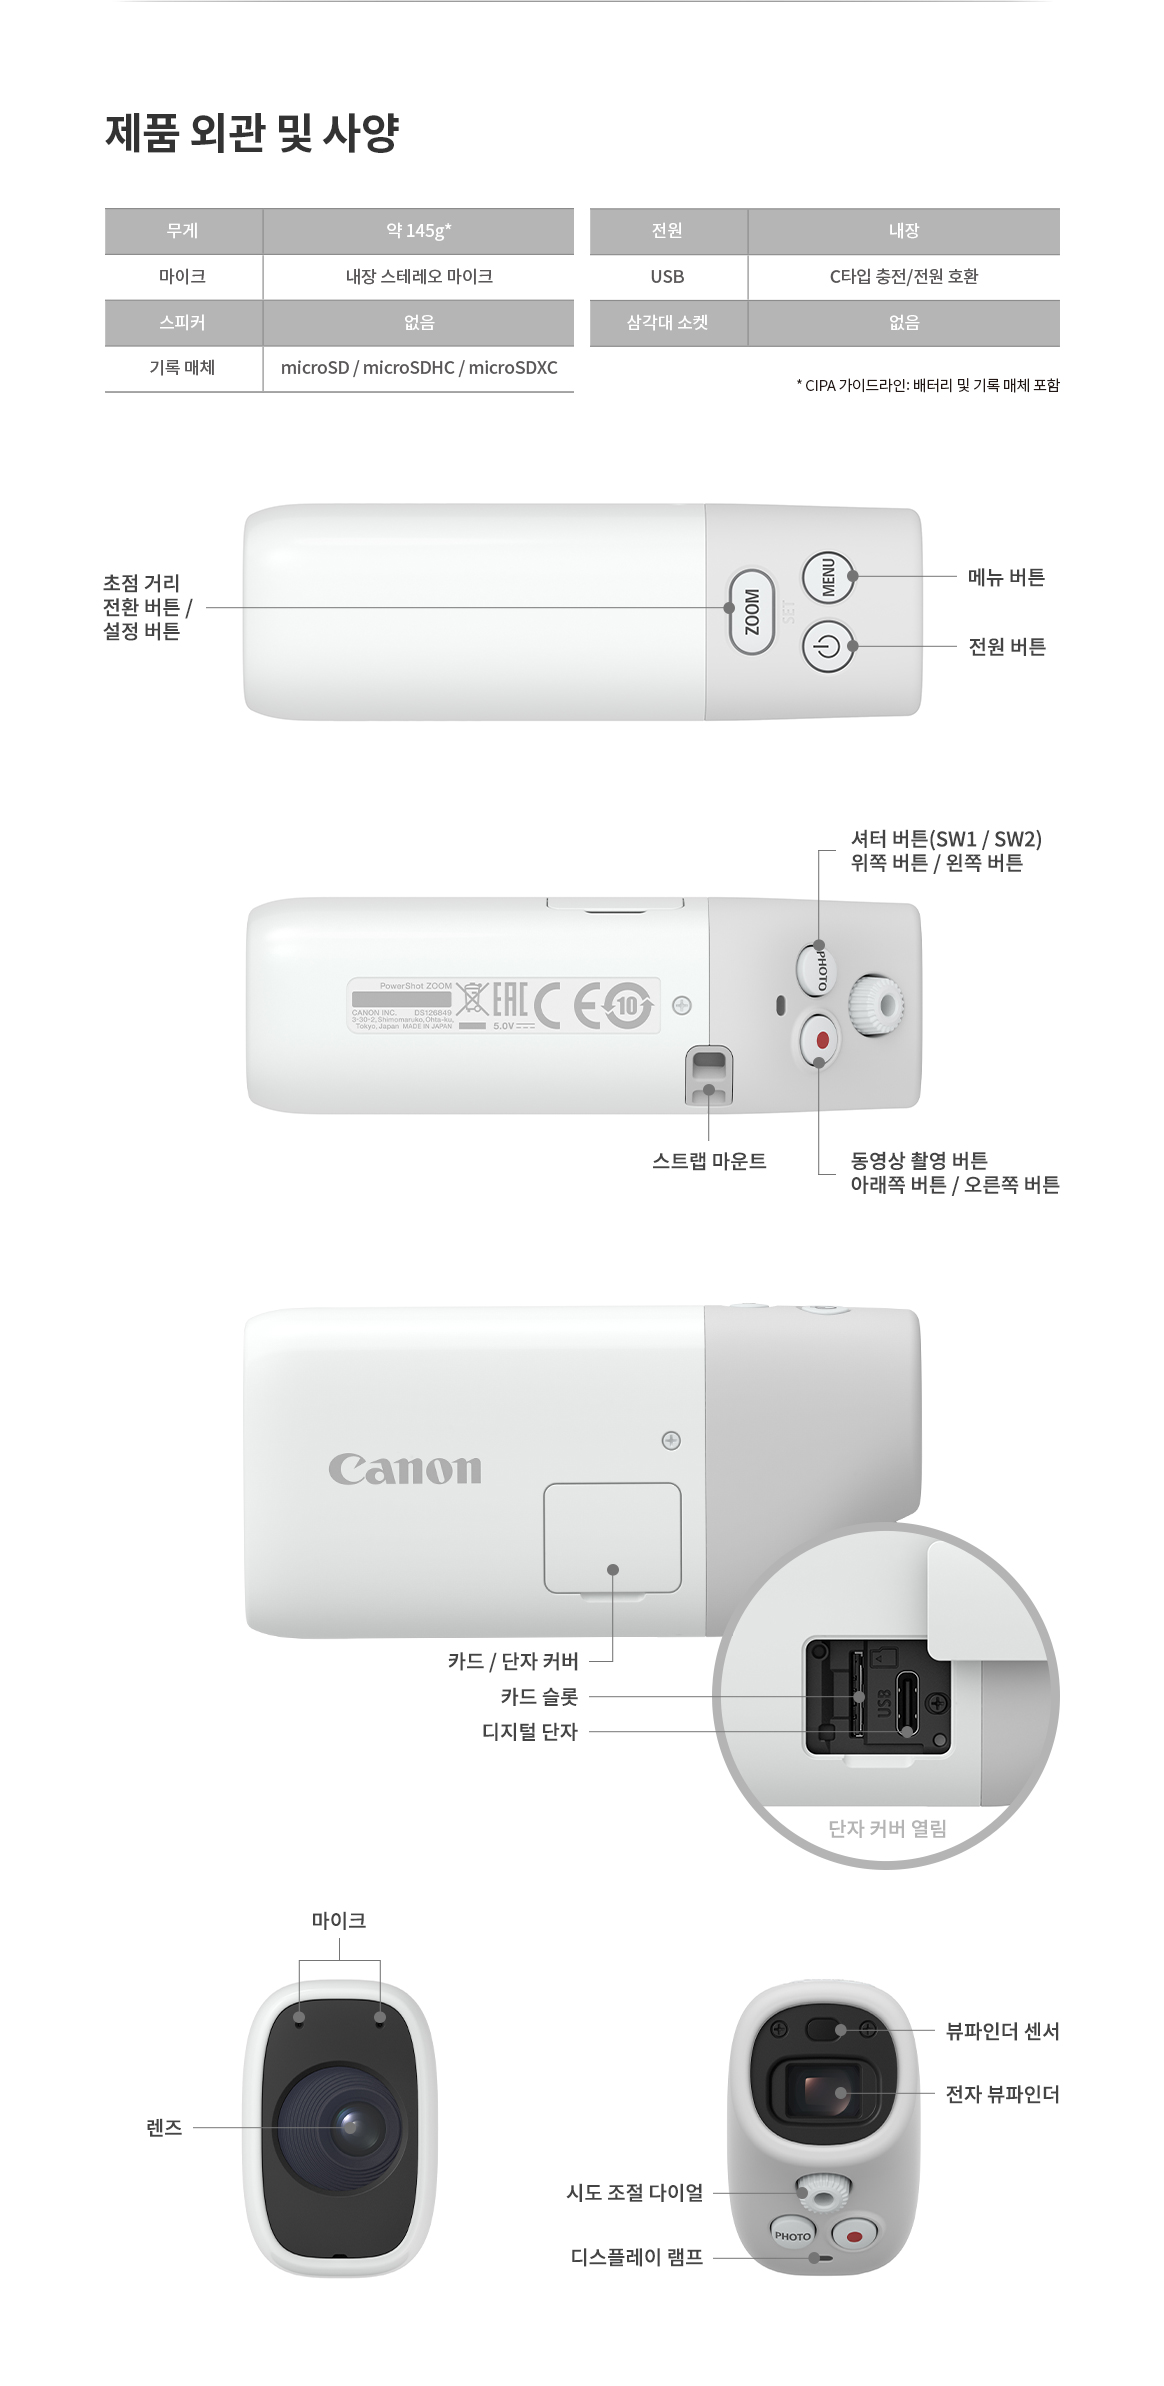 제품 외관 및 사양
무게 약 145g*
마이크 내장 스테레오 마이크
스피커 없음
기록 매체 microSD / microSDHC / microSDXC
전원 내장
USB C타입 충전/전원 호환
삼각대 소켓 없음
* CIPA 가이드라인: 배터리 및 기록 매체 포함
초점 거리
전환 버튼 /
설정 버튼
ZOOM
SET
MENU
메뉴 버튼
전원 버튼
셔터 버튼(SW1 / SW2)
위쪽 버튼 / 왼쪽 버튼
PHOTO
PowerShot ZOOM
CANON INC. DS126849
3-30-2, Shimomaruko, Ohta-ku,
Tokyo, Japan MADE IN JAPAN
EAC
5.0V
CE
10
스트랩 마운트
동영상 촬영 버튼
아래쪽 버튼 / 오른쪽 버튼
Canon
카드 / 단자 커버
카드 슬롯
디지털 단자
USB
단자 커버 열림
마이크
렌즈
뷰파인더 센서
전자 뷰파인더
시도 조절 다이얼
PHOTO
디스플레이 램프